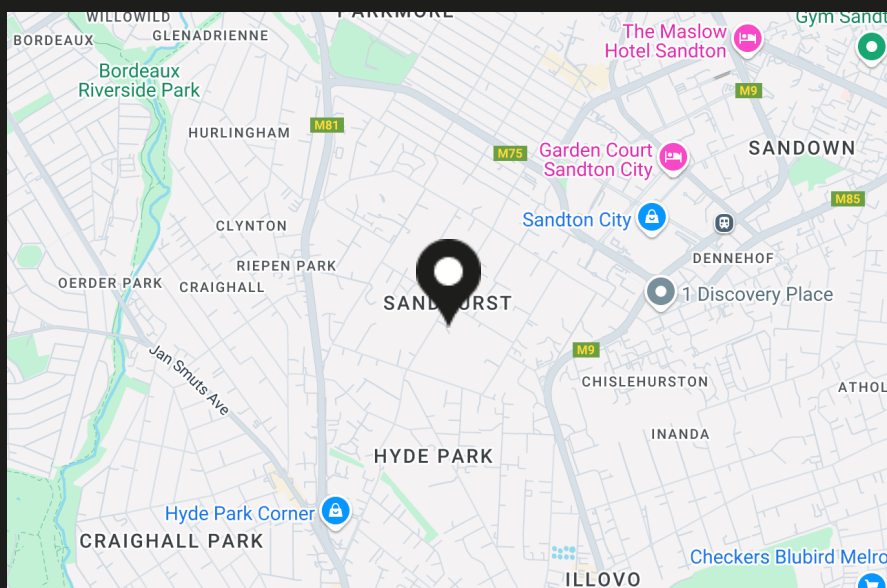 WILLOWILD
PARKMORE
Gym Sandt
BORDEAUX
GLENADRIENNE
The Maslow
Hotel Sandton
Bordeaux
Riverside Park
M9
HURLINGHAM
M81
M75
Garden Court
Sandton City
SANDOWN
M85
CLYNTON
Sandton City
DENNEHOF
RIEPEN PARK
OERDER PARK
CRAIGHALL
SANDHURST
1 Discovery Place
Jan Smuts Ave
M9
CHISLEHURSTON
ATHOL
INANDA
HYDE PARK
Hyde Park Corner
CRAIGHALL PARK
Checkers Blubird Melro
ILLOVO